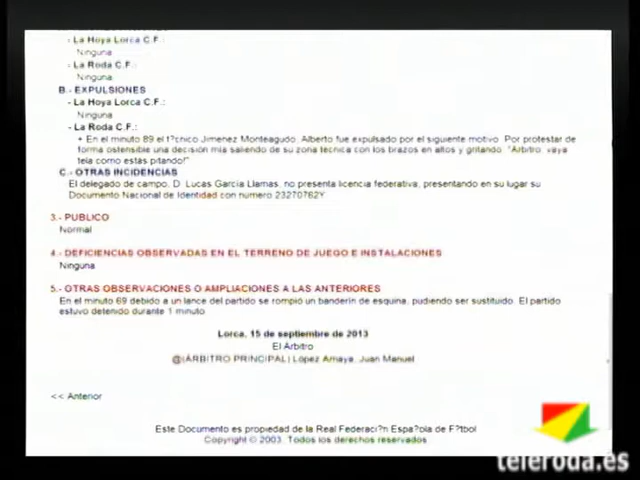 - La Hoya Lorca C.F.:
Ninguna
- La Roda C.F.:
Ninguna
B.- EXPULSIONES
- La Hoya Lorca C.F.:
Ninguna
- La Roda C.F.:
+ En el minuto 89 el t?cnico Jimenez Monteagudo, Alberto fue expulsado por el siguiente motivo: Por protestar de
forma ostensible una decisión mía saliendo de su zona técnica con los brazos en altos y gritando: "Arbitro, vaya
tela como estás pitando!"
C.- OTRAS INCIDENCIAS
El delegado de campo, D. Lucas García Llamas, no presenta licencia federativa, presentando en su lugar su
Documento Nacional de Identidad con numero 23270762Y.
3.- PUBLICO
Normal
4.- DEFICIENCIAS OBSERVADAS EN EL TERRENO DE JUEGO E INSTALACIONES
Ninguna
5.- OTRAS OBSERVACIONES O AMPLIACIONES A LAS ANTERIORES
En el minuto 69 debido a un lance del partido se rompió un banderín de esquina, pudiendo ser sustituido. El partido
estuvo detenido durante 1 minuto
Lorca, 15 de septiembre de 2013
El Arbitro
@(ÁRBITRO PRINCIPAL) López Amaya, Juan Manuel
<< Anterior
Este Documento es propiedad de la Real Federaci?n Espa?ola de F?tbol
Copyright © 2003. Todos los derechos reservados
teleroda.es